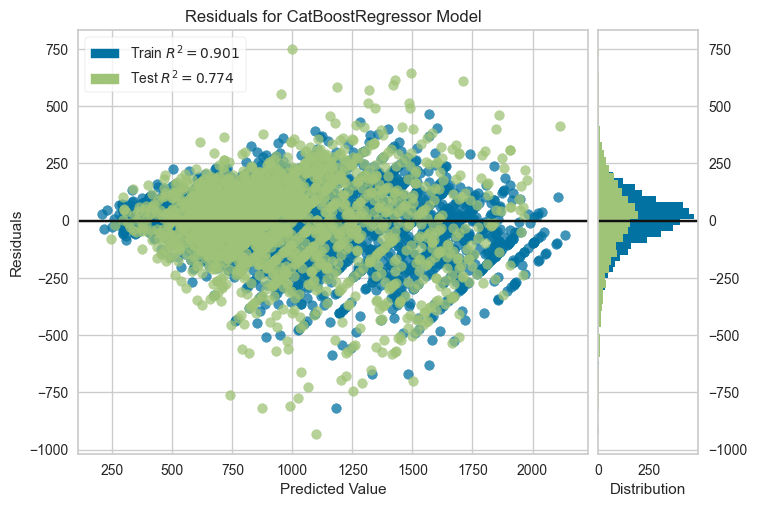 Residuals for CatBoostRegressor Model
Train R² = 0.901
Test R² = 0.774
Residuals
750
500
250
0
−250
−500
−750
−1000
250 500 750 1000 1250 1500 1750 2000
Predicted Value
0 250
Distribution
750
500
250
0
−250
−500
−750
−1000